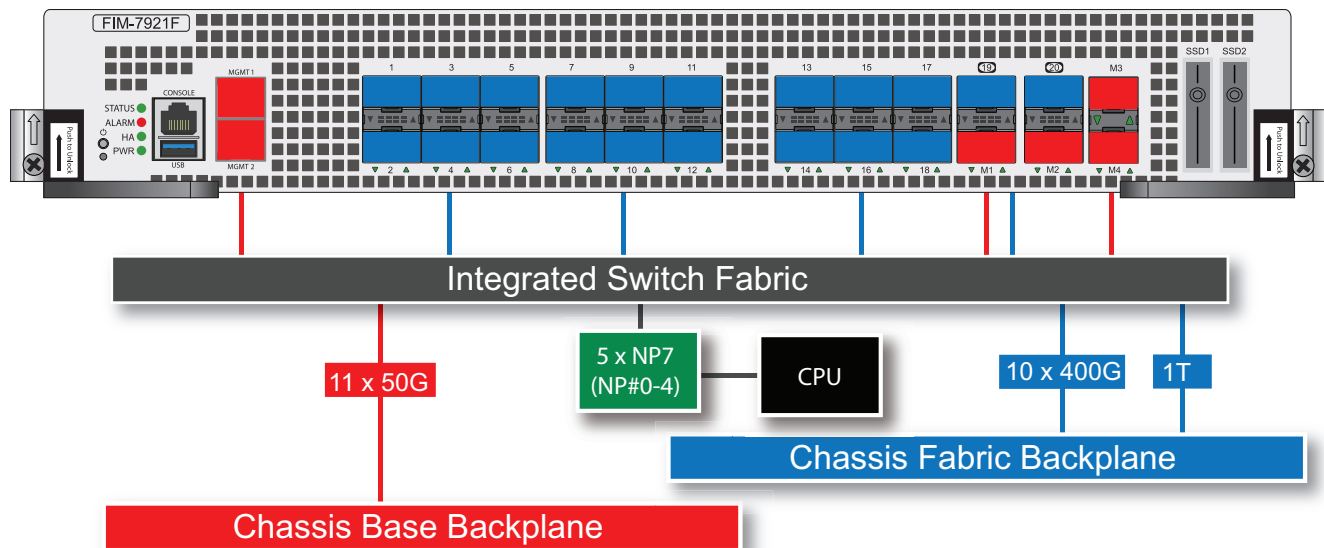 FIM-7921F
SSD1 SSD2
MGMT 1
1 3 5 7 9 11 13 15 17 19 20 M3
CONSOLE
STATUS
ALARM
HA
PWR
USB
MGMT 2
Push to Unlock
Push to Unlock
2 4 6 8 10 12 14 16 18 M1 M2 M4
Integrated Switch Fabric
5 x NP7
(NP#0-4)
CPU
11 x 50G
10 x 400G
1T
Chassis Fabric Backplane
Chassis Base Backplane